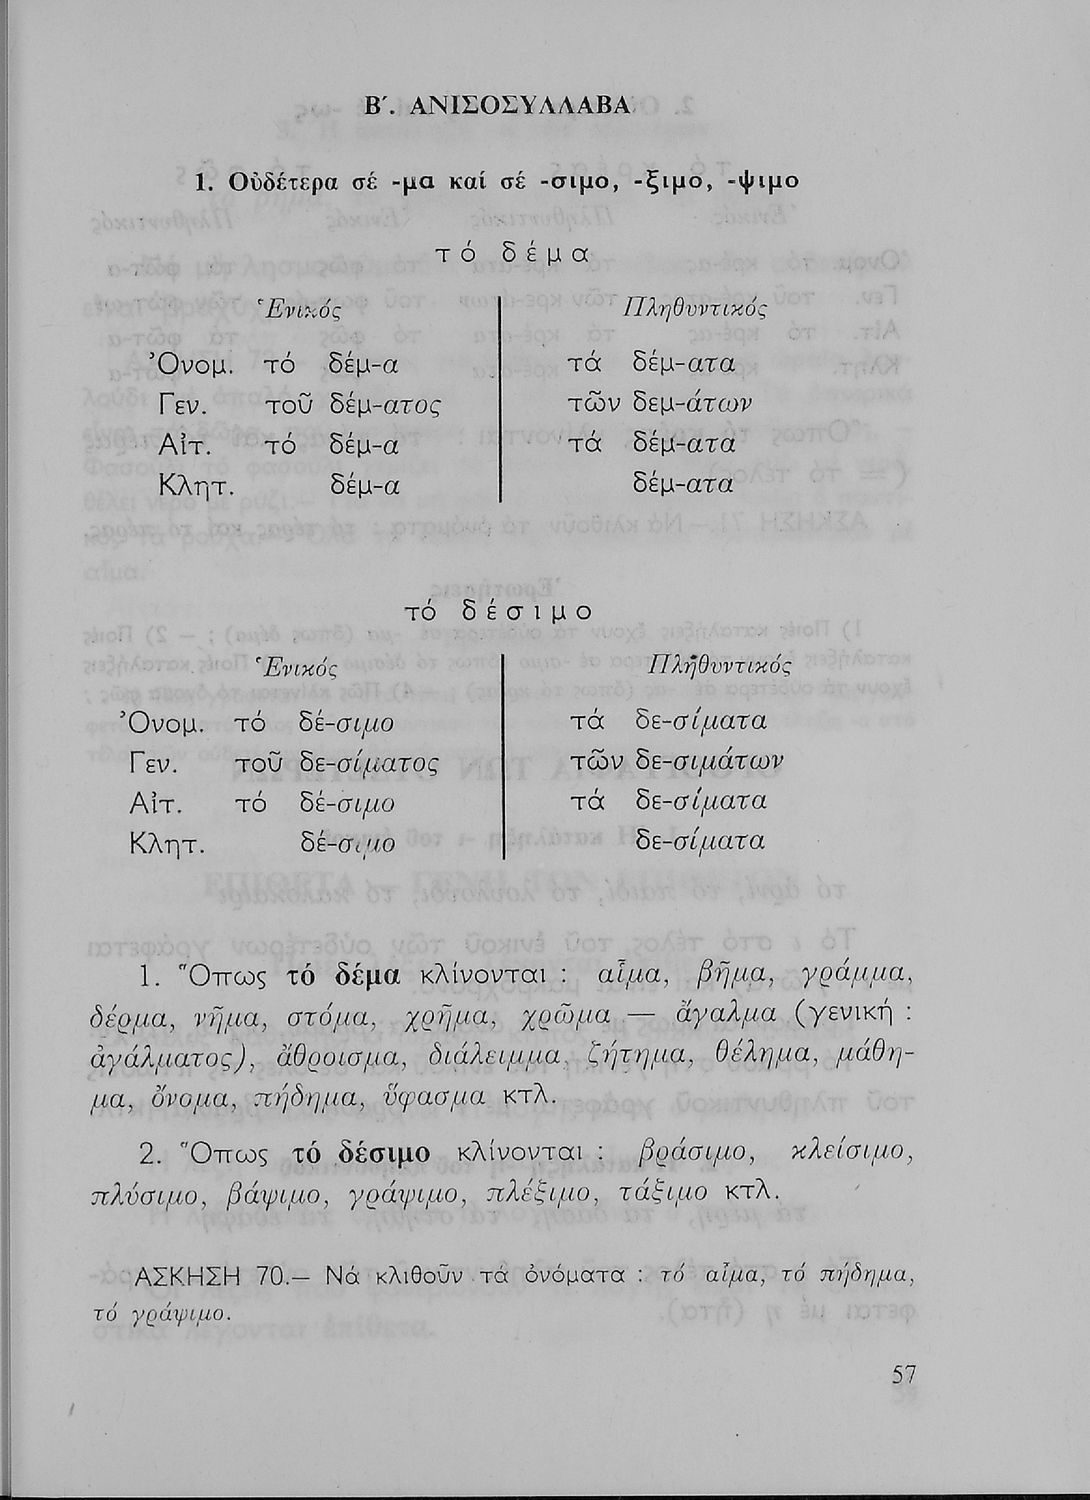 Β΄. ΑΝΙΣΟΣΥΛΛΑΒΑ
1. Οὐδέτερα σέ -μα καί σέ -σιμο, -ξιμο, -ψιμο
τό δέμα
Ἑνικός Πληθυντικός
Ὀνομ. τό δέμ-α τά δέμ-ατα
Γεν. τοῦ δέμ-ατος τῶν δεμ-άτων
Αἰτ. τό δέμ-α τά δέμ-ατα
Κλητ. δέμ-α δέμ-ατα
τό δέσιμο
Ἑνικός Πληθυντικός
Ὀνομ. τό δέ-σιμο τά δε-σίματα
Γεν. τοῦ δε-σίματος τῶν δε-σιμάτων
Αἰτ. τό δέ-σιμο τά δε-σίματα
Κλητ. δέ-σιμο δε-σίματα
1. Ὅπως τό δέμα κλίνονται : αἷμα, βῆμα, γράμμα,
δέρμα, νῆμα, στόμα, χρῆμα, χρῶμα — ἄγαλμα (γενική :
ἀγάλματος), ἄθροισμα, διάλειμμα, ζήτημα, θέλημα, μάθη-
μα, ὄνομα, πήδημα, ὕφασμα κτλ.
2. Ὅπως τό δέσιμο κλίνονται : βράσιμο, κλείσιμο,
πλύσιμο, βάψιμο, γράψιμο, πλέξιμο, τάξιμο κτλ.
ΑΣΚΗΣΗ 70.— Νά κλιθοῦν τά ὀνόματα : τό αἷμα, τό πήδημα,
τό γράψιμο.
57